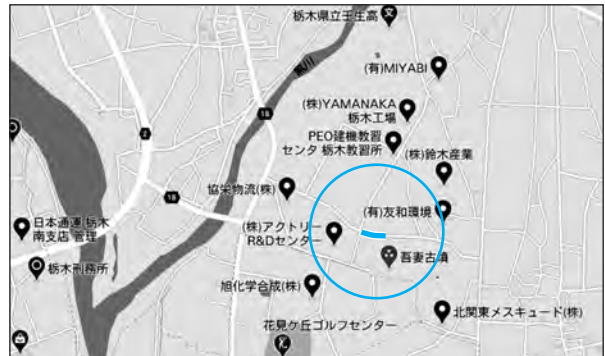 栃木県立壬生高
黒川
(有)MIYABI
(株)YAMANAKA
栃木工場
18
2
PEO建機教習
センタ 栃木教習所
(株)鈴木産業
18
協栄物流(株)
(有)友和環境
日本通運 栃木
南支店 管理
(株)アクトリー
R&Dセンター
吾妻古墳
栃木刑務所
旭化学合成(株)
北関東メスキュード(株)
花見ケ丘ゴルフセンター